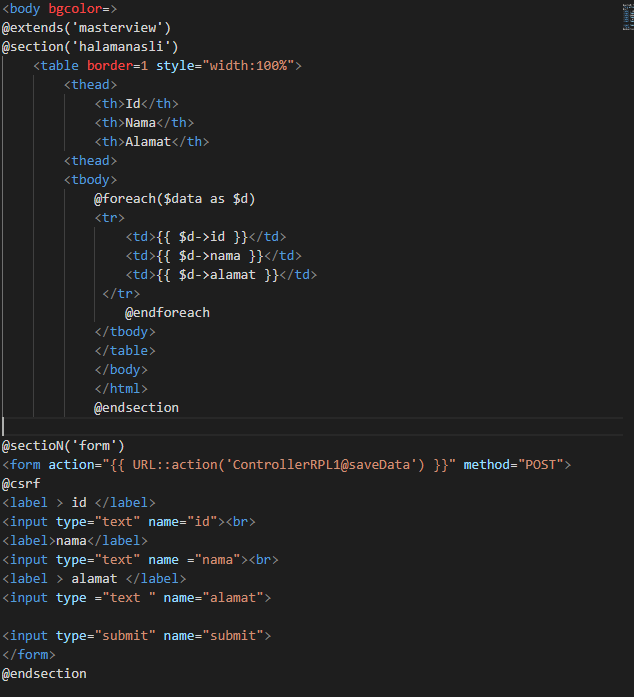 <body bgcolor=>
@extends('masterview')
@section('halamanasli')
<table border=1 style="width:100%">
<thead>
<th>Id</th>
<th>Nama</th>
<th>Alamat</th>
<thead>
<tbody>
@foreach($data as $d)
<tr>
<td>{{ $d->id }}</td>
<td>{{ $d->nama }}</td>
<td>{{ $d->alamat }}</td>
</tr>
@endforeach
</tbody>
</table>
</body>
</html>
@endsection
@sectioN('form')
<form action="{{ URL::action('ControllerRPL1@saveData') }}" method="POST">
@csrf
<label > id </label>
<input type="text" name="id"><br>
<label>nama</label>
<input type="text" name ="nama"><br>
<label > alamat </label>
<input type ="text " name="alamat">
<input type="submit" name="submit">
</form>
@endsection